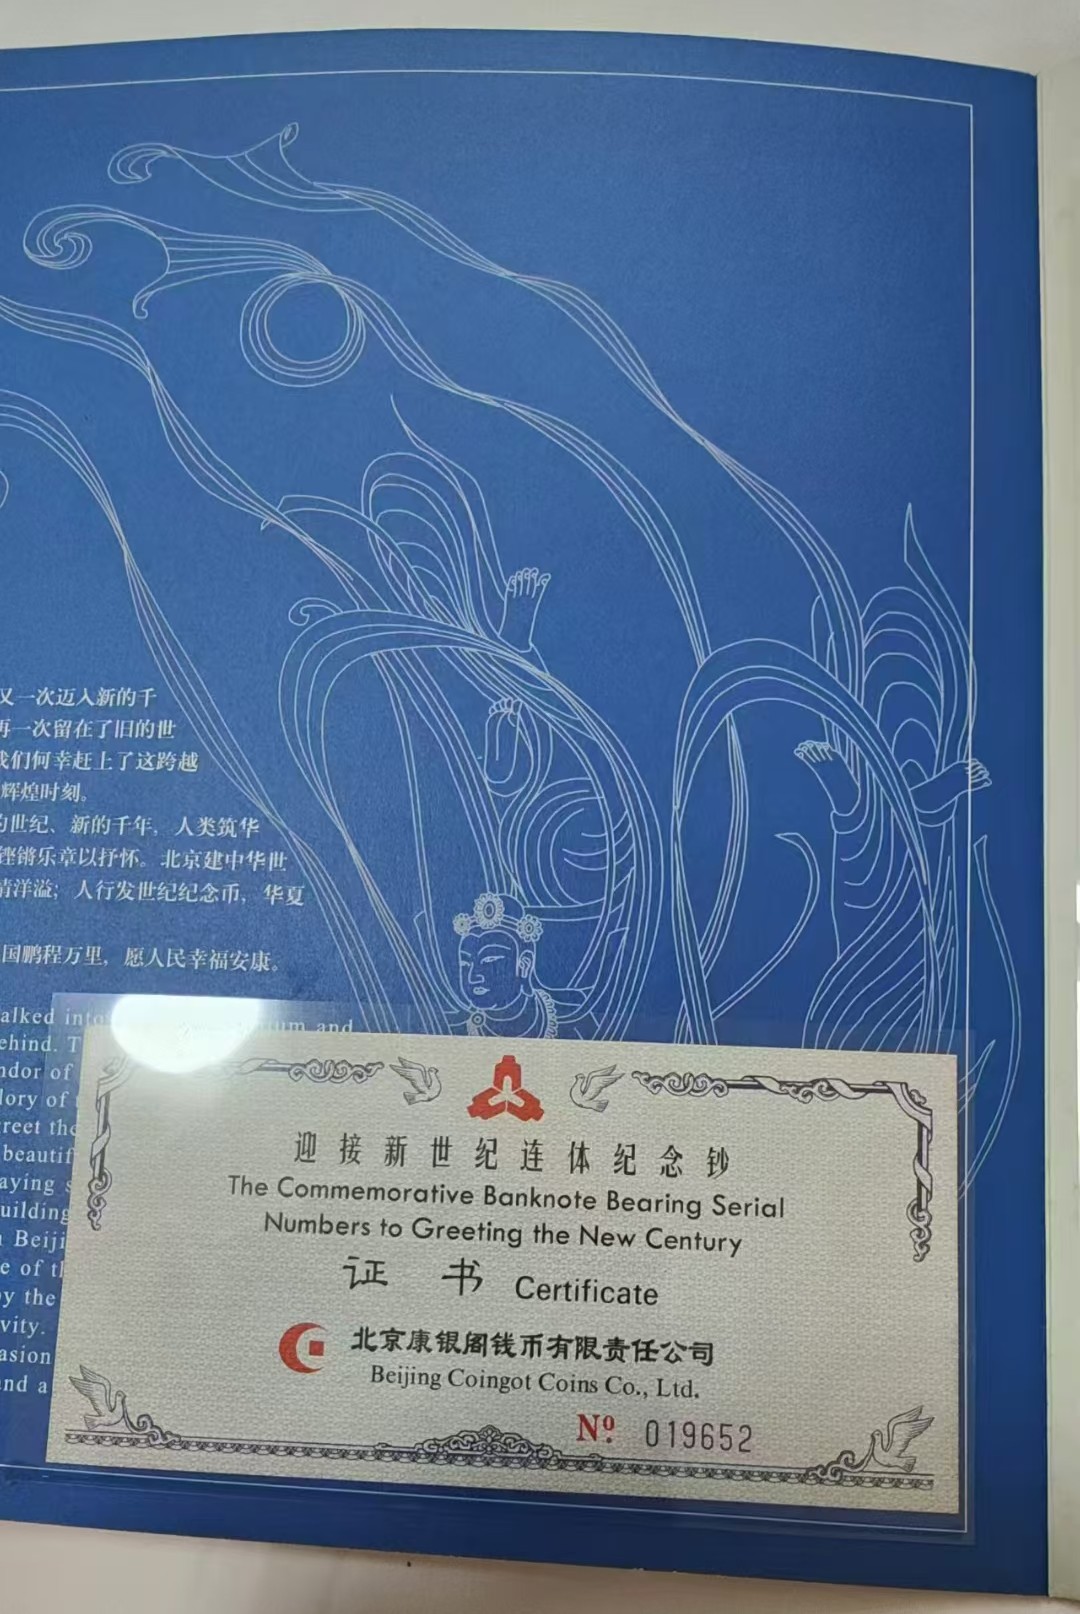 又一次迈入新的千
再一次留在了旧的世
我们何幸赶上了这跨越
辉煌时刻。
的世纪、新的千年，人类筑华
铿锵乐章以抒怀。北京建中华世
情洋溢；人行发世纪纪念币，华夏
国鹏程万里，愿人民幸福安康。
alked into and
ehind.
ndor of
lory of
reet the
beautif
aying
uilding
Beiji
e of
y the
vity.
asion
and a
迎接新世纪连体纪念钞
The Commemorative Banknote Bearing Serial
Numbers to Greeting the New Century
证书 Certificate
北京康银阁钱币有限责任公司
Beijing Coingot Coins Co., Ltd.
Nº. 019652